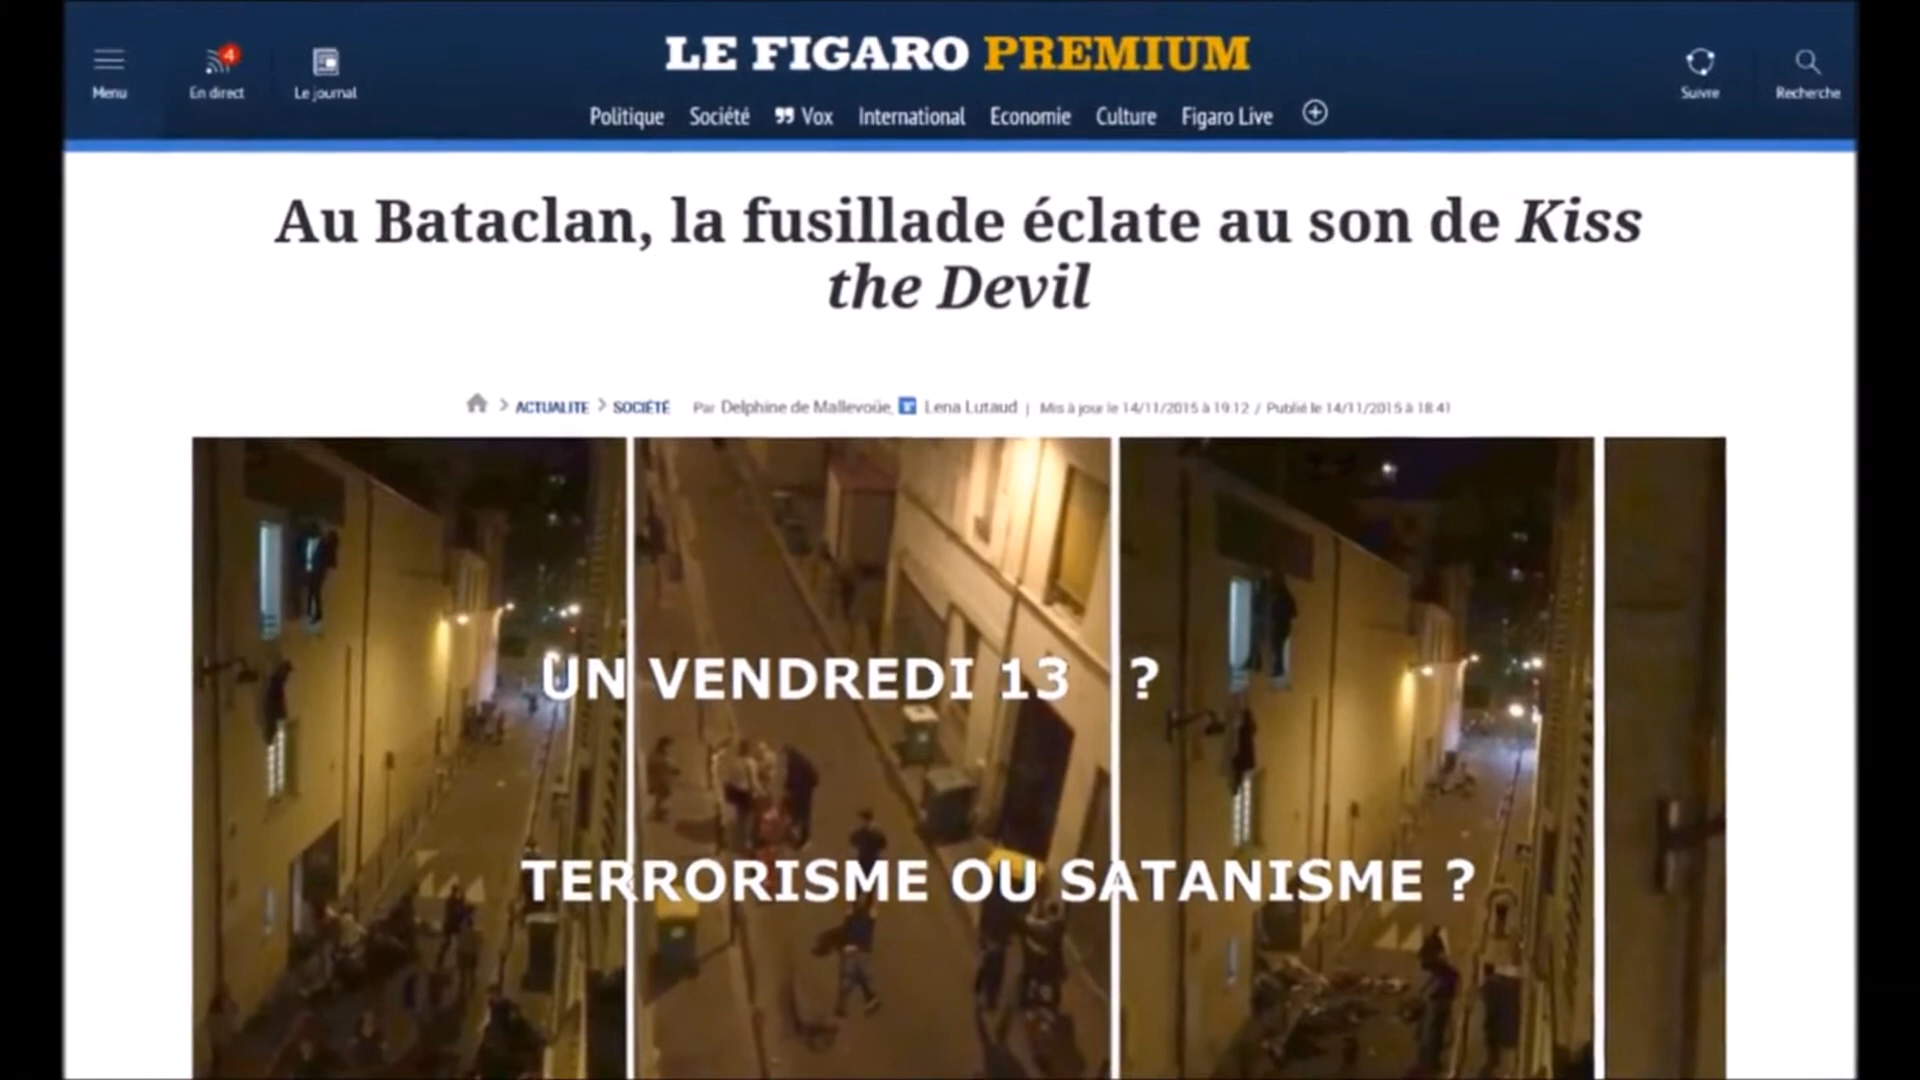 LE FIGARO PREMIUM
4
Menu
En direct
Le journal
Suivre
Recherche
Politique Société Vox International Economie Culture Figaro Live
Au Bataclan, la fusillade éclate au son de Kiss
the Devil
ACTUALITE > SOCIÉTÉ Par Delphine de Mallevoüe, Lena Lutaud | Mis à jour le 14/11/2015 à 19:12 / Publié le 14/11/2015 à 18:41
UN VENDREDI 13 ?
TERRORISME OU SATANISME ?